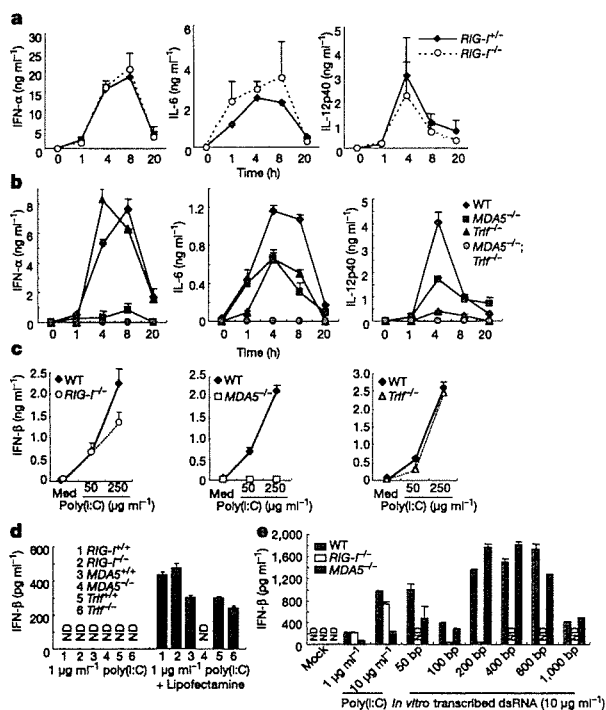 a
IFN-α (ng ml⁻¹)
30
25
20
15
10
5
0
0 1 4 8 20
IL-6 (ng ml⁻¹)
6
4
2
0
0 1 4 8 20
Time (h)
IL-12p40 (ng ml⁻¹)
5
4
3
2
1
0
0 1 4 8 20
RIG-I⁺/⁻
RIG-I⁻/⁻
b
IFN-α (ng ml⁻¹)
8
6
4
2
0
0 1 4 8 20
IL-6 (ng ml⁻¹)
1.2
0.8
0.4
0
0 1 4 8 20
Time (h)
IL-12p40 (ng ml⁻¹)
5
4
3
2
1
0
0 1 4 8 20
WT
MDA5⁻/⁻
Trif⁻/⁻
MDA5⁻/⁻;
Trif⁻/⁻
c
IFN-β (ng ml⁻¹)
2.5
2.0
1.5
1.0
0.5
0
WT
RIG-I⁻/⁻
Med 50 250
Poly(I:C) (μg ml⁻¹)
2.5
2.0
1.5
1.0
0.5
0
WT
MDA5⁻/⁻
Med 50 250
Poly(I:C) (μg ml⁻¹)
3.0
2.5
2.0
1.5
1.0
0.5
0
WT
Trif⁻/⁻
Med 50 250
Poly(I:C) (μg ml⁻¹)
d
IFN-β (pg ml⁻¹)
600
400
200
0
1 RIG-I⁺/⁺
2 RIG-I⁻/⁻
3 MDA5⁺/⁺
4 MDA5⁻/⁻
5 Trif⁺/⁺
6 Trif⁻/⁻
ND ND ND ND ND ND
ND
1 2 3 4 5 6
1 2 3 4 5 6
1 μg ml⁻¹ poly(I:C)
1 μg ml⁻¹ poly(I:C)
+ Lipofectamine
e
IFN-β (pg ml⁻¹)
1,600
1,200
800
400
0
WT
RIG-I⁻/⁻
MDA5⁻/⁻
ND ND ND
ND
ND
ND
ND
Mock
1 μg ml⁻¹
10 μg ml⁻¹
50 bp
100 bp
200 bp
400 bp
600 bp
1,000 bp
Poly(I:C)
In vitro transcribed dsRNA (10 μg ml⁻¹)